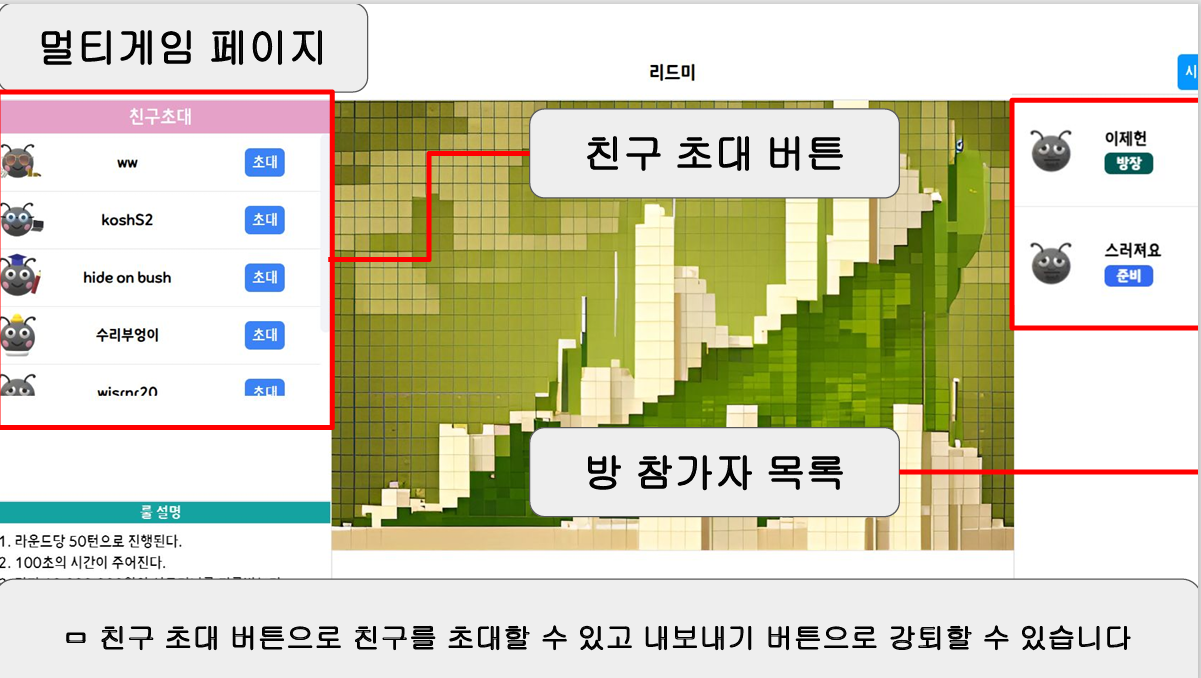 멀티게임 페이지
리드미
시
친구초대
ww 초대
koshS2 초대
hide on bush 초대
수리부엉이 초대
wisrnr20 초대
친구 초대 버튼
이제헌
방장
스러져요
준비
방 참가자 목록
룰 설명
1. 라운드당 50턴으로 진행된다.
2. 100초의 시간이 주어진다.
ㅁ 친구 초대 버튼으로 친구를 초대할 수 있고 내보내기 버튼으로 강퇴할 수 있습니다